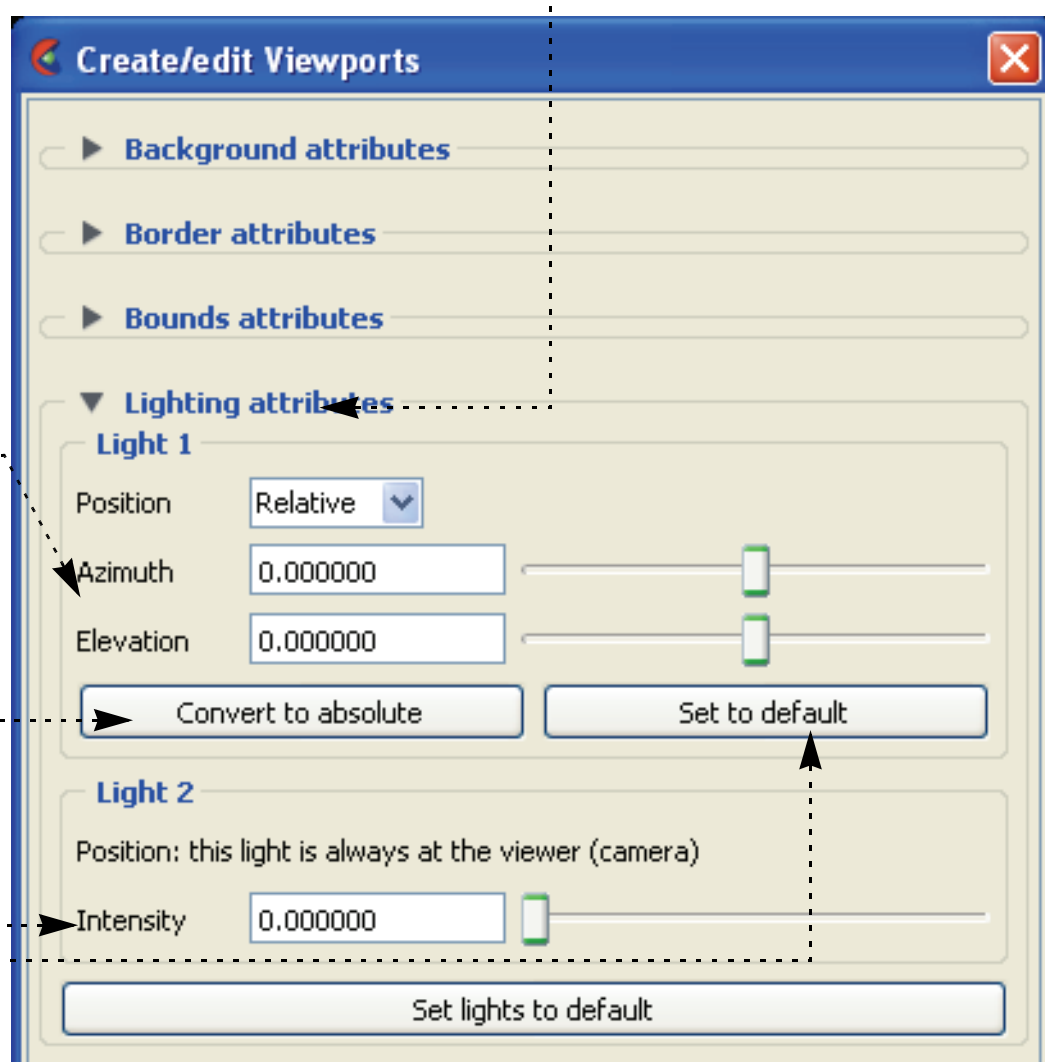 Create/edit Viewports
Background attributes
Border attributes
Bounds attributes
Lighting attributes
Light 1
Position Relative
Azimuth 0.000000
Elevation 0.000000
Convert to absolute Set to default
Light 2
Position: this light is always at the viewer (camera)
Intensity 0.000000
Set lights to default